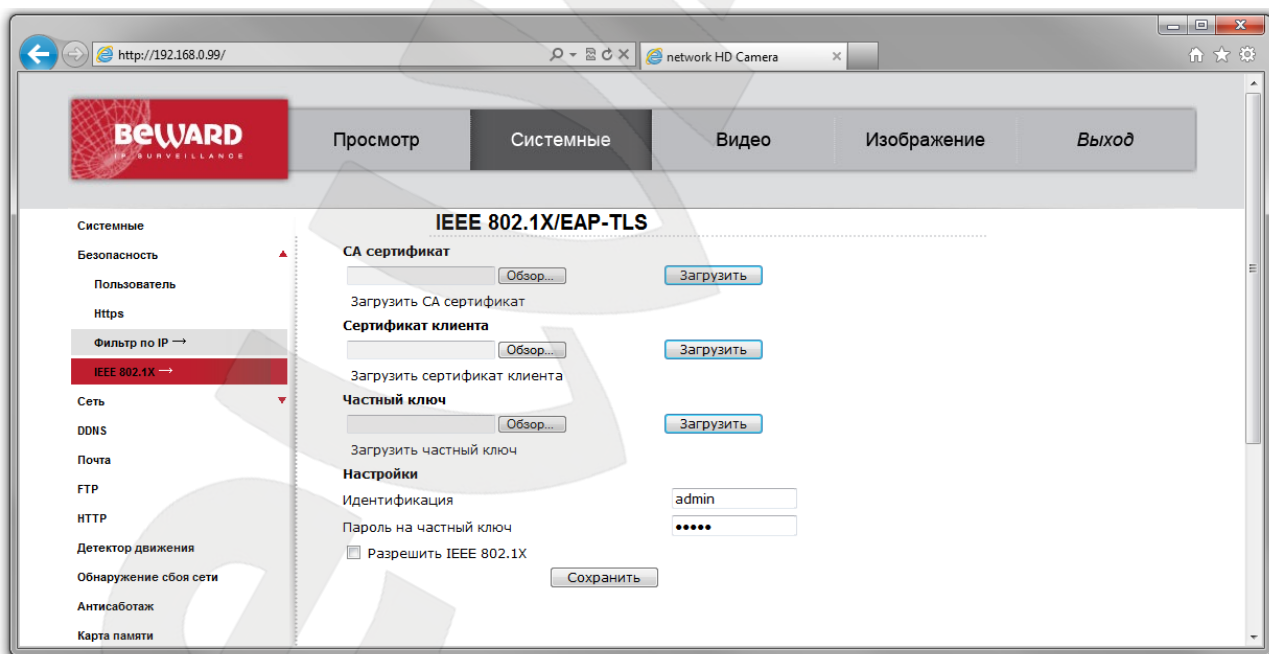 http://192.168.0.99/
network HD Camera
BEWARD
IP SURVEILLANCE
Просмотр
Системные
Видео
Изображение
Выход
Системные
Безопасность
Пользователь
Https
Фильтр по IP →
IEEE 802.1X →
Сеть
DDNS
Почта
FTP
HTTP
Детектор движения
Обнаружение сбоя сети
Антисаботаж
Карта памяти
IEEE 802.1X/EAP-TLS
СА сертификат
Обзор... Загрузить
Загрузить СА сертификат
Сертификат клиента
Обзор... Загрузить
Загрузить сертификат клиента
Частный ключ
Обзор... Загрузить
Загрузить частный ключ
Настройки
Идентификация admin
Пароль на частный ключ •••••
Разрешить IEEE 802.1X
Сохранить